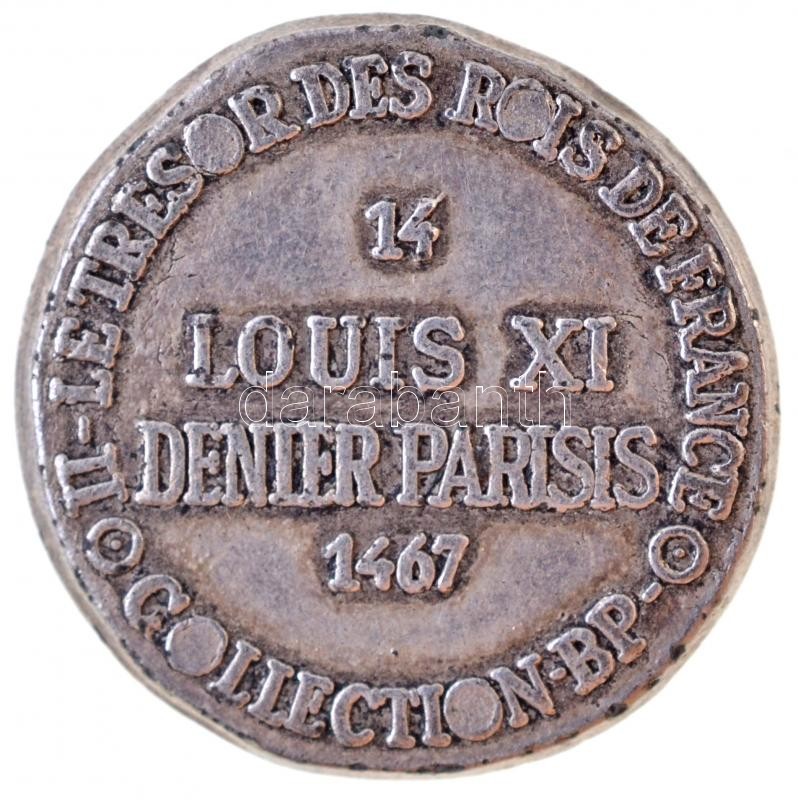 II - LE TRESOR DES ROIS DE FRANCE
14
LOUIS XI
darabanth
DENIER PARISIS
1467
COLLECTION - BP -